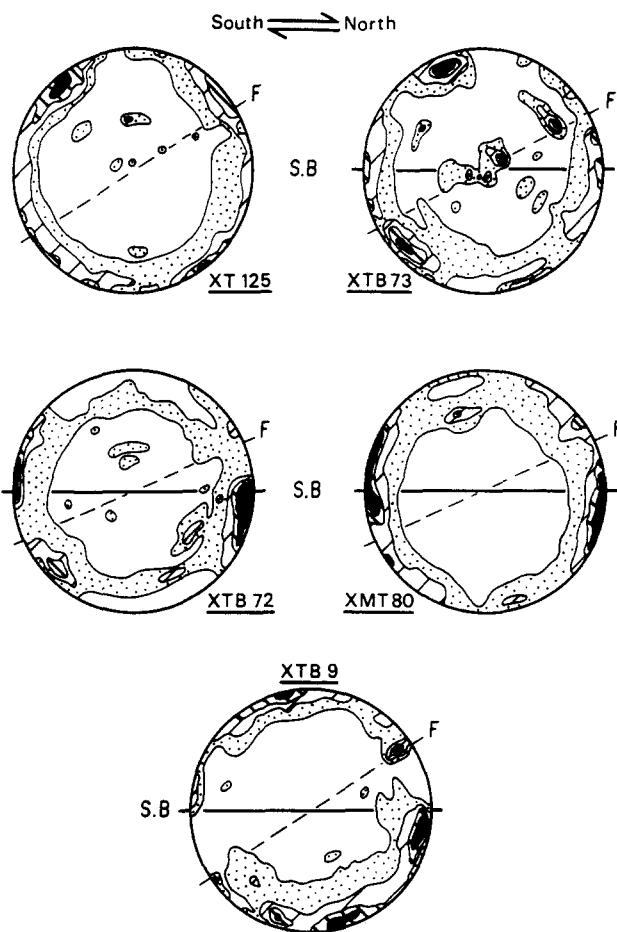 South North
F F
S.B
XT 125 XTB 73
F F
S.B
XTB 72 XMT 80
XTB 9
F
S.B